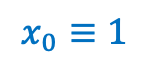 x₀ ≡ 1